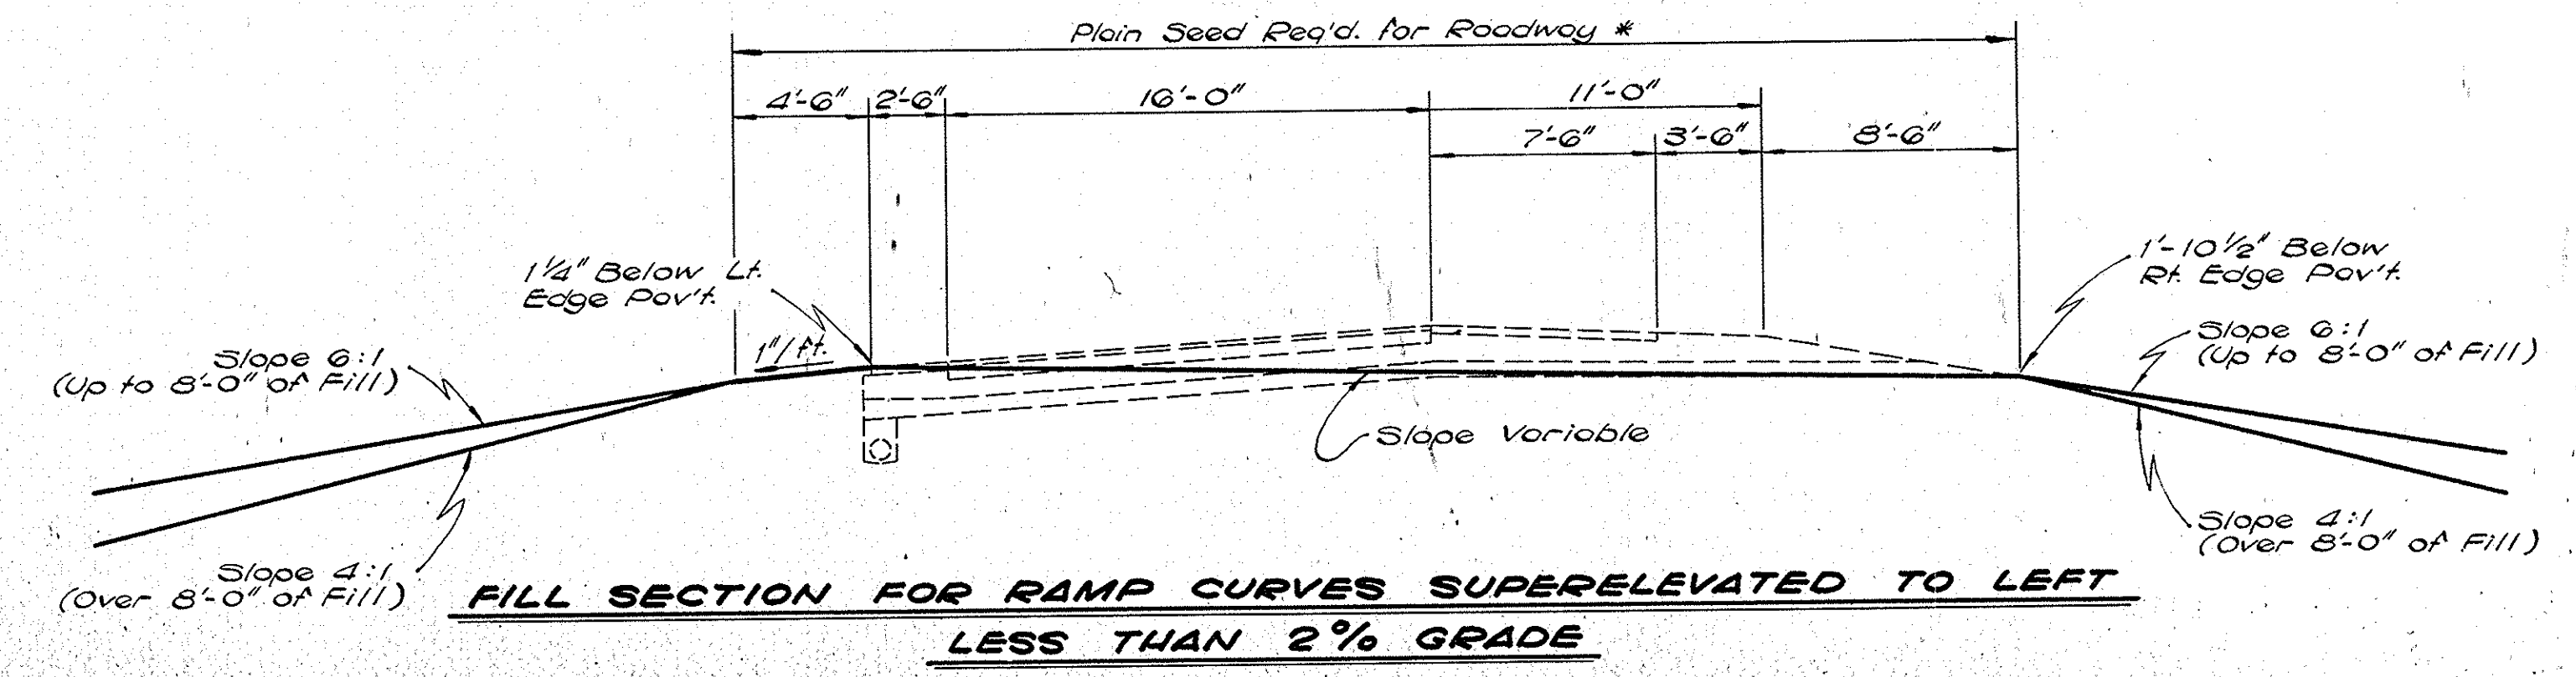 Plain Seed Req'd. for Roadway *
4'-6" 2'-6" 16'-0" 11'-0"
7'-6" 3'-6" 8'-6"
1 1/4" Below Lt.
Edge Pav't.
1'-10 1/2" Below
Rt. Edge Pav't.
1"/ft.
Slope 6:1
(Up to 8'-0" of Fill)
Slope 6:1
(Up to 8'-0" of Fill)
Slope Variable
Slope 4:1
(Over 8'-0" of Fill)
Slope 4:1
(Over 8'-0" of Fill)
FILL SECTION FOR RAMP CURVES SUPERELEVATED TO LEFT
LESS THAN 2% GRADE